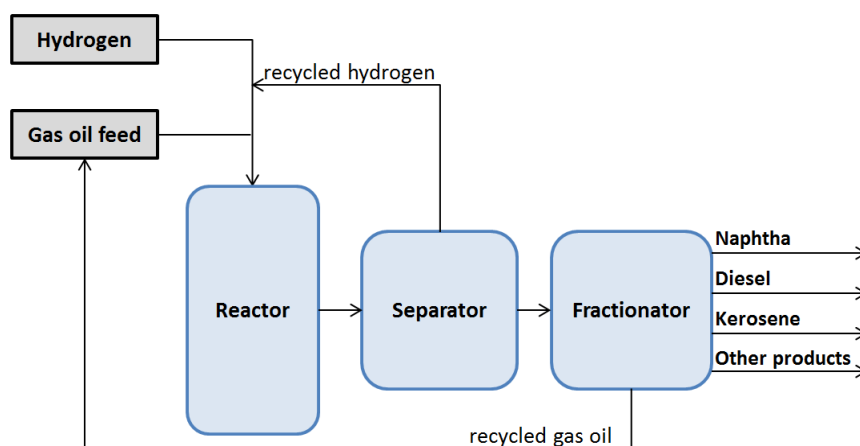 Hydrogen
recycled hydrogen
Gas oil feed
Reactor
Separator
Fractionator
Naphtha
Diesel
Kerosene
Other products
recycled gas oil